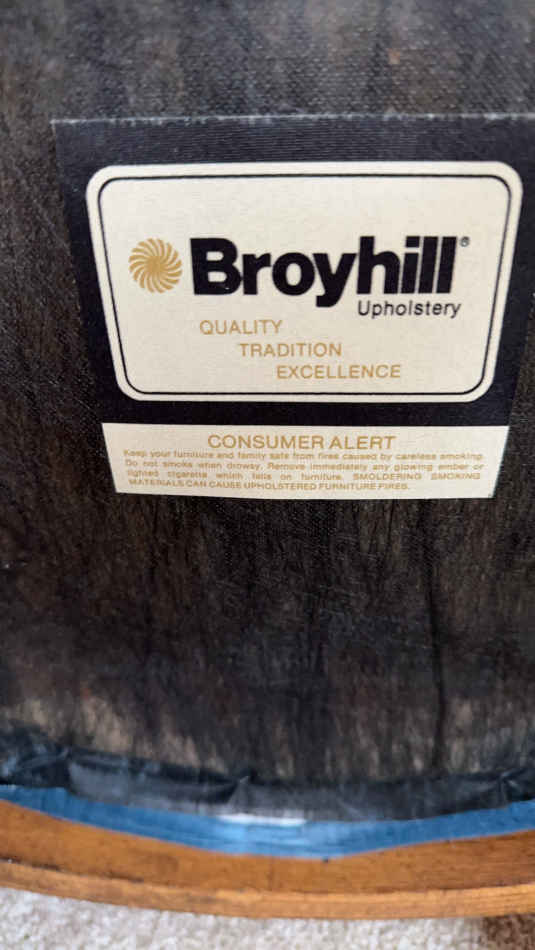 Broyhill®
Upholstery
QUALITY
TRADITION
EXCELLENCE
CONSUMER ALERT
Keep your furniture and family safe from fires caused by careless smoking.
Do not smoke when drowsy. Remove immediately any glowing ember or
lighted cigarette which falls on furniture. SMOLDERING SMOKING
MATERIALS CAN CAUSE UPHOLSTERED FURNITURE FIRES.